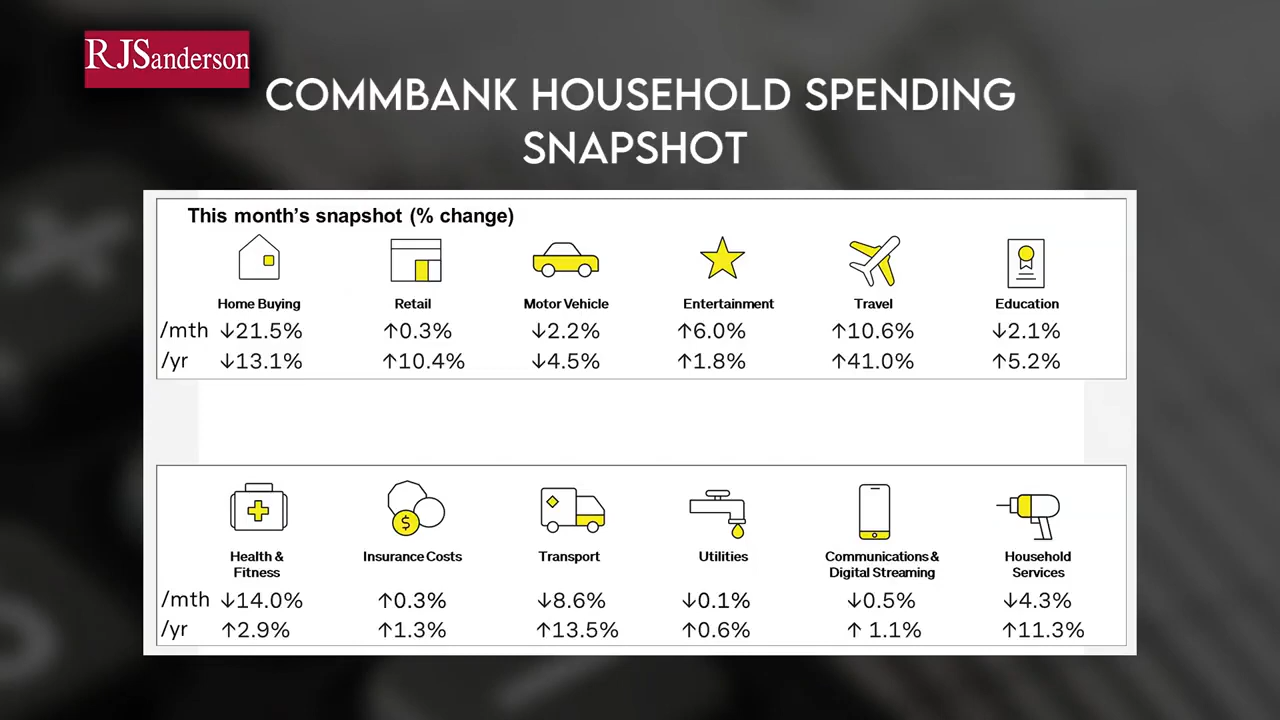 RJSanderson
COMMBANK HOUSEHOLD SPENDING
SNAPSHOT
This month's snapshot (% change)
Home Buying Retail Motor Vehicle Entertainment Travel Education
/mth ↓21.5% ↑0.3% ↓2.2% ↑6.0% ↑10.6% ↓2.1%
/yr ↓13.1% ↑10.4% ↓4.5% ↑1.8% ↑41.0% ↑5.2%
$
Health & Insurance Costs Transport Utilities Communications & Household
Fitness Digital Streaming Services
/mth ↓14.0% ↑0.3% ↓8.6% ↓0.1% ↓0.5% ↓4.3%
/yr ↑2.9% ↑1.3% ↑13.5% ↑0.6% ↑ 1.1% ↑11.3%